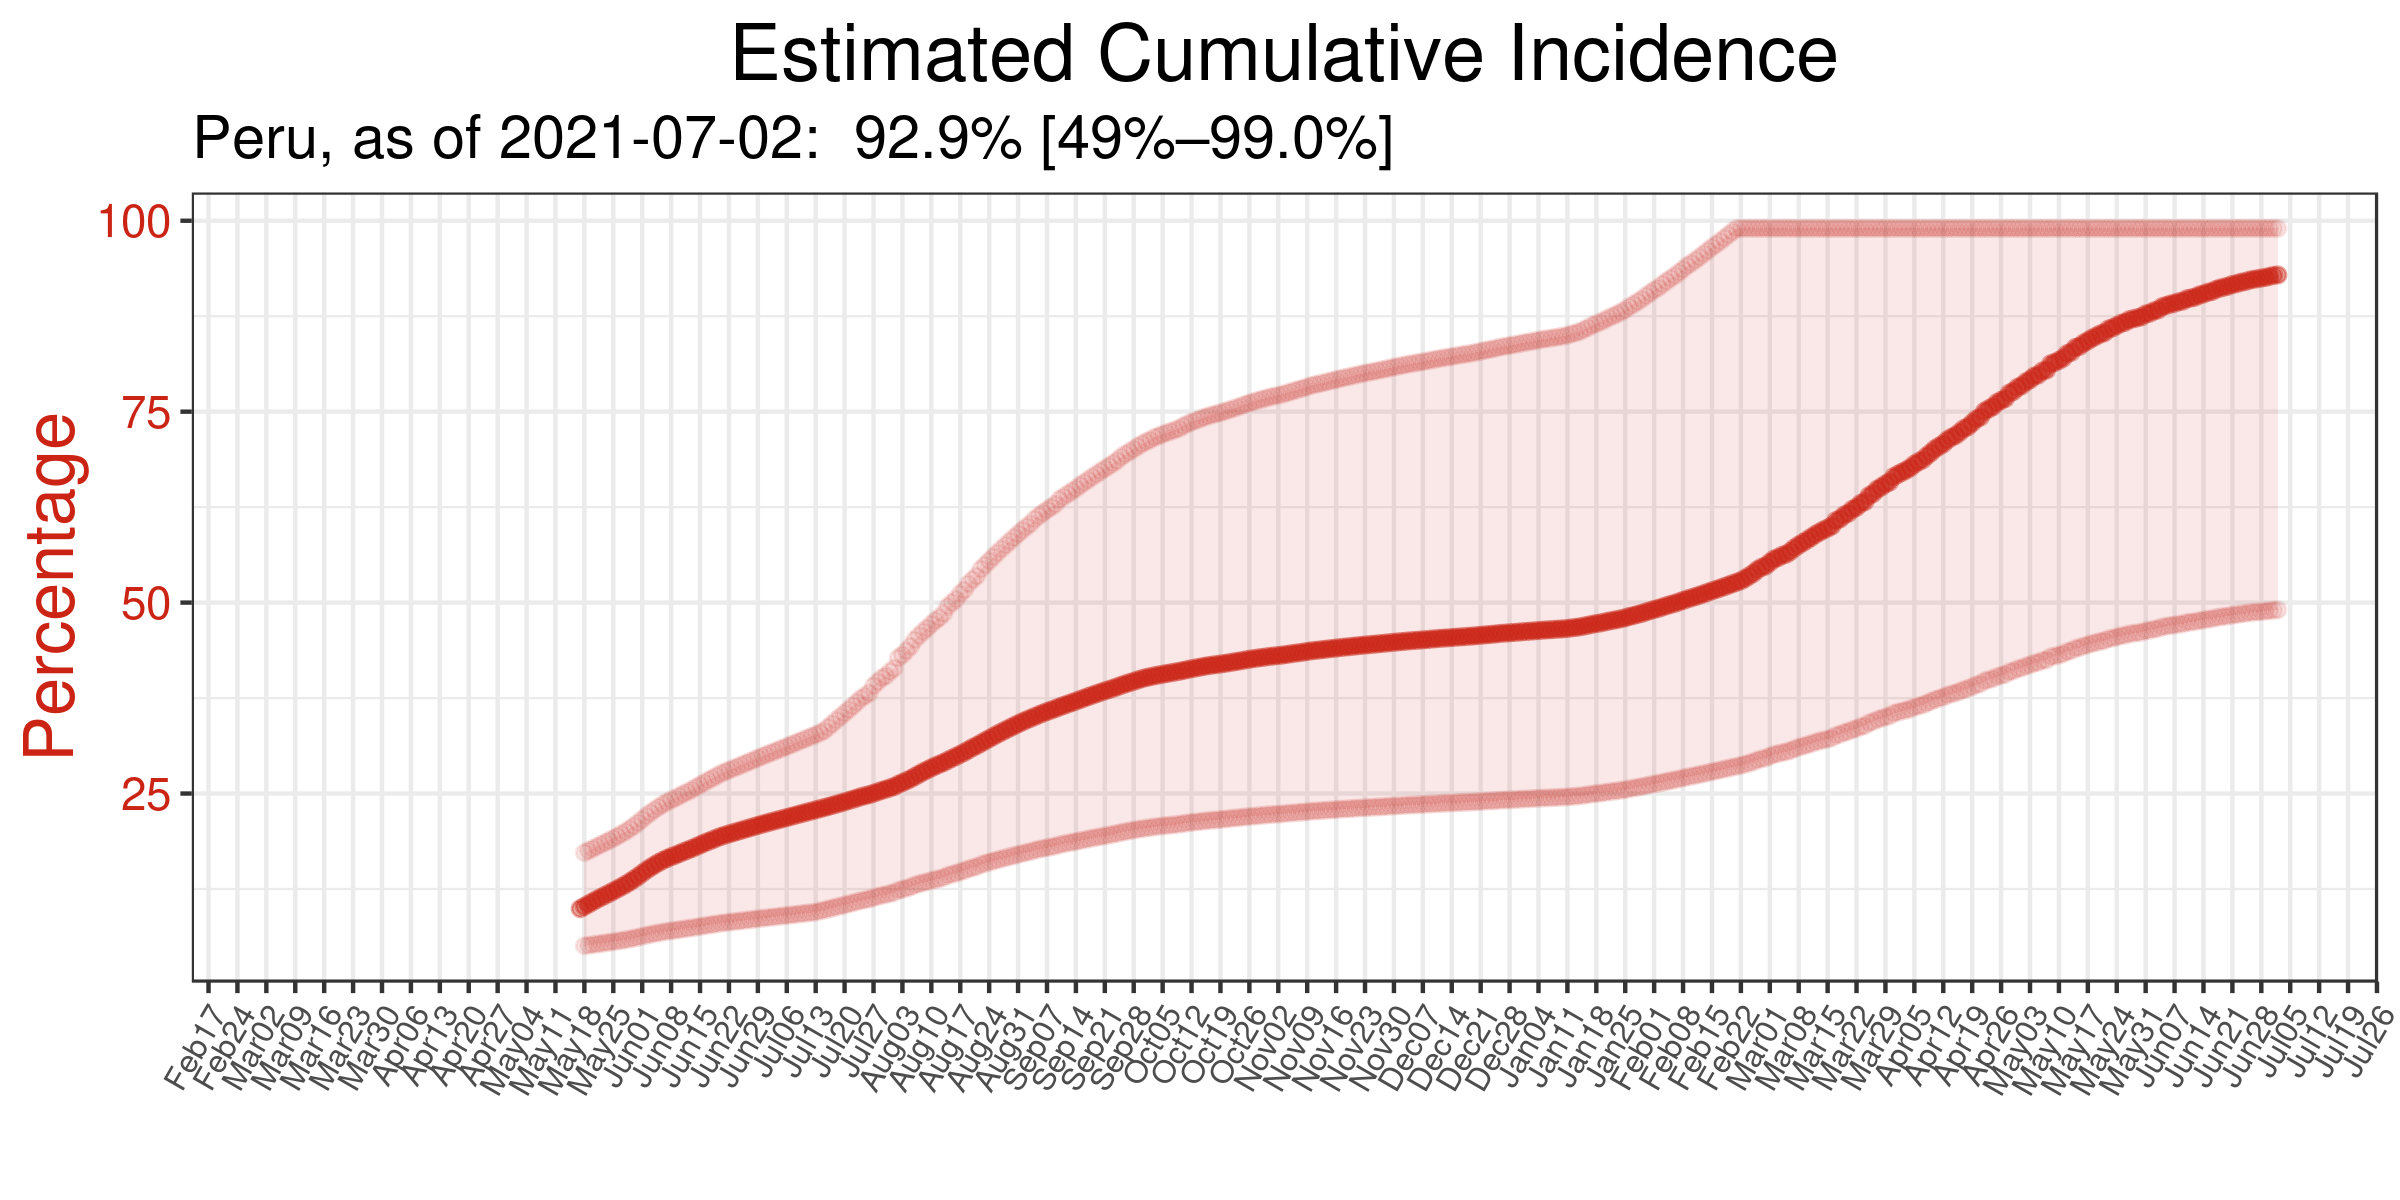 Estimated Cumulative Incidence
Peru, as of 2021-07-02:  92.9% [49%–99.0%]
Percentage
100
75
50
25
Feb17
Feb24
Mar02
Mar09
Mar16
Mar23
Mar30
Apr06
Apr13
Apr20
Apr27
May04
May11
May18
May25
Jun01
Jun08
Jun15
Jun22
Jun29
Jul06
Jul13
Jul20
Jul27
Aug03
Aug10
Aug17
Aug24
Aug31
Sep07
Sep14
Sep21
Sep28
Oct05
Oct12
Oct19
Oct26
Nov02
Nov09
Nov16
Nov23
Nov30
Dec07
Dec14
Dec21
Dec28
Jan04
Jan11
Jan18
Jan25
Feb01
Feb08
Feb15
Feb22
Mar01
Mar08
Mar15
Mar22
Mar29
Apr05
Apr12
Apr19
Apr26
May03
May10
May17
May24
May31
Jun07
Jun14
Jun21
Jun28
Jul05
Jul12
Jul19
Jul26